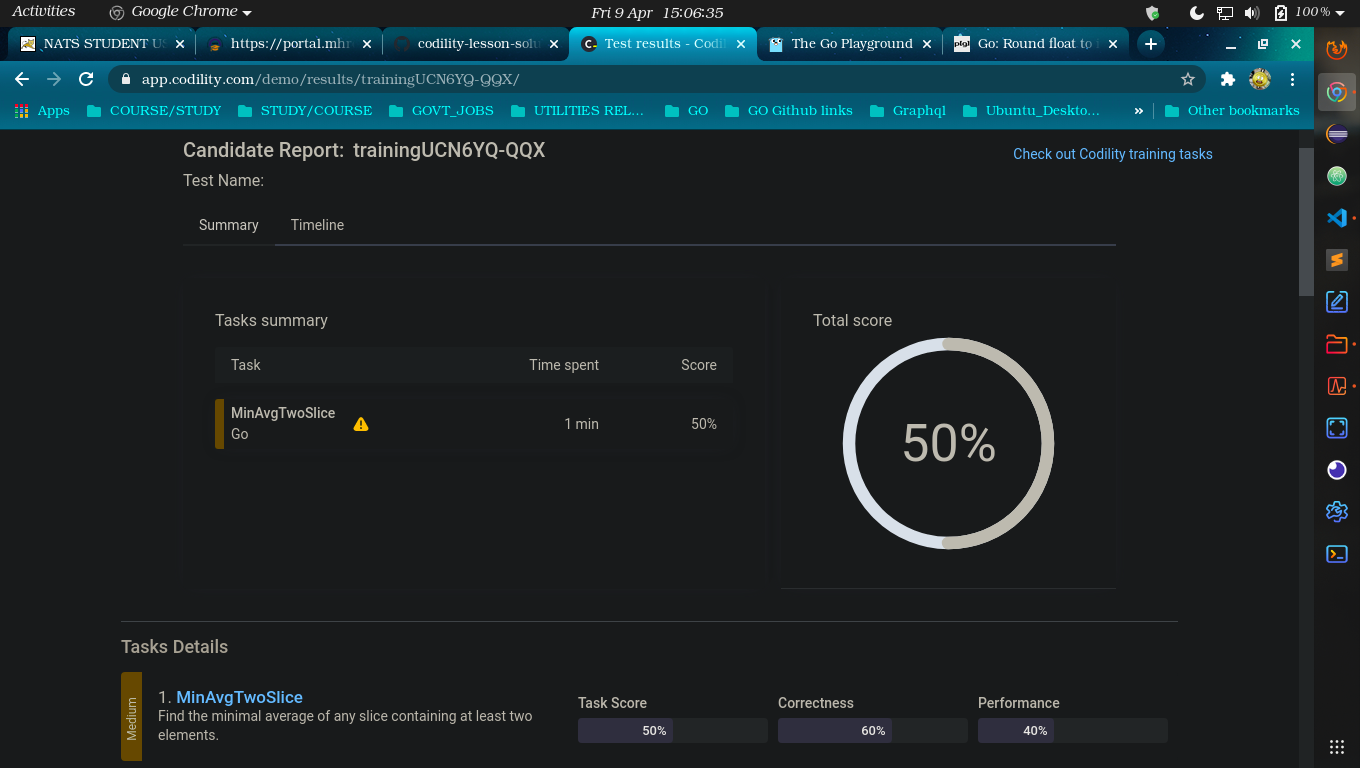 Activities Google Chrome Fri 9 Apr 15:06:35 100%
NATS STUDENT US https://portal.mhr codility-lesson-solu Test results - Codil The Go Playground Go: Round float to
app.codility.com/demo/results/trainingUCN6YQ-QQX/
Apps COURSE/STUDY STUDY/COURSE GOVT_JOBS UTILITIES REL... GO GO Github links Graphql Ubuntu_Deskto... » Other bookmarks
Candidate Report: trainingUCN6YQ-QQX
Check out Codility training tasks
Test Name:
Summary Timeline
Tasks summary
Task Time spent Score
MinAvgTwoSlice
Go
1 min 50%
Total score
50%
Tasks Details
Medium
1. MinAvgTwoSlice
Find the minimal average of any slice containing at least two
elements.
Task Score Correctness Performance
50% 60% 40%